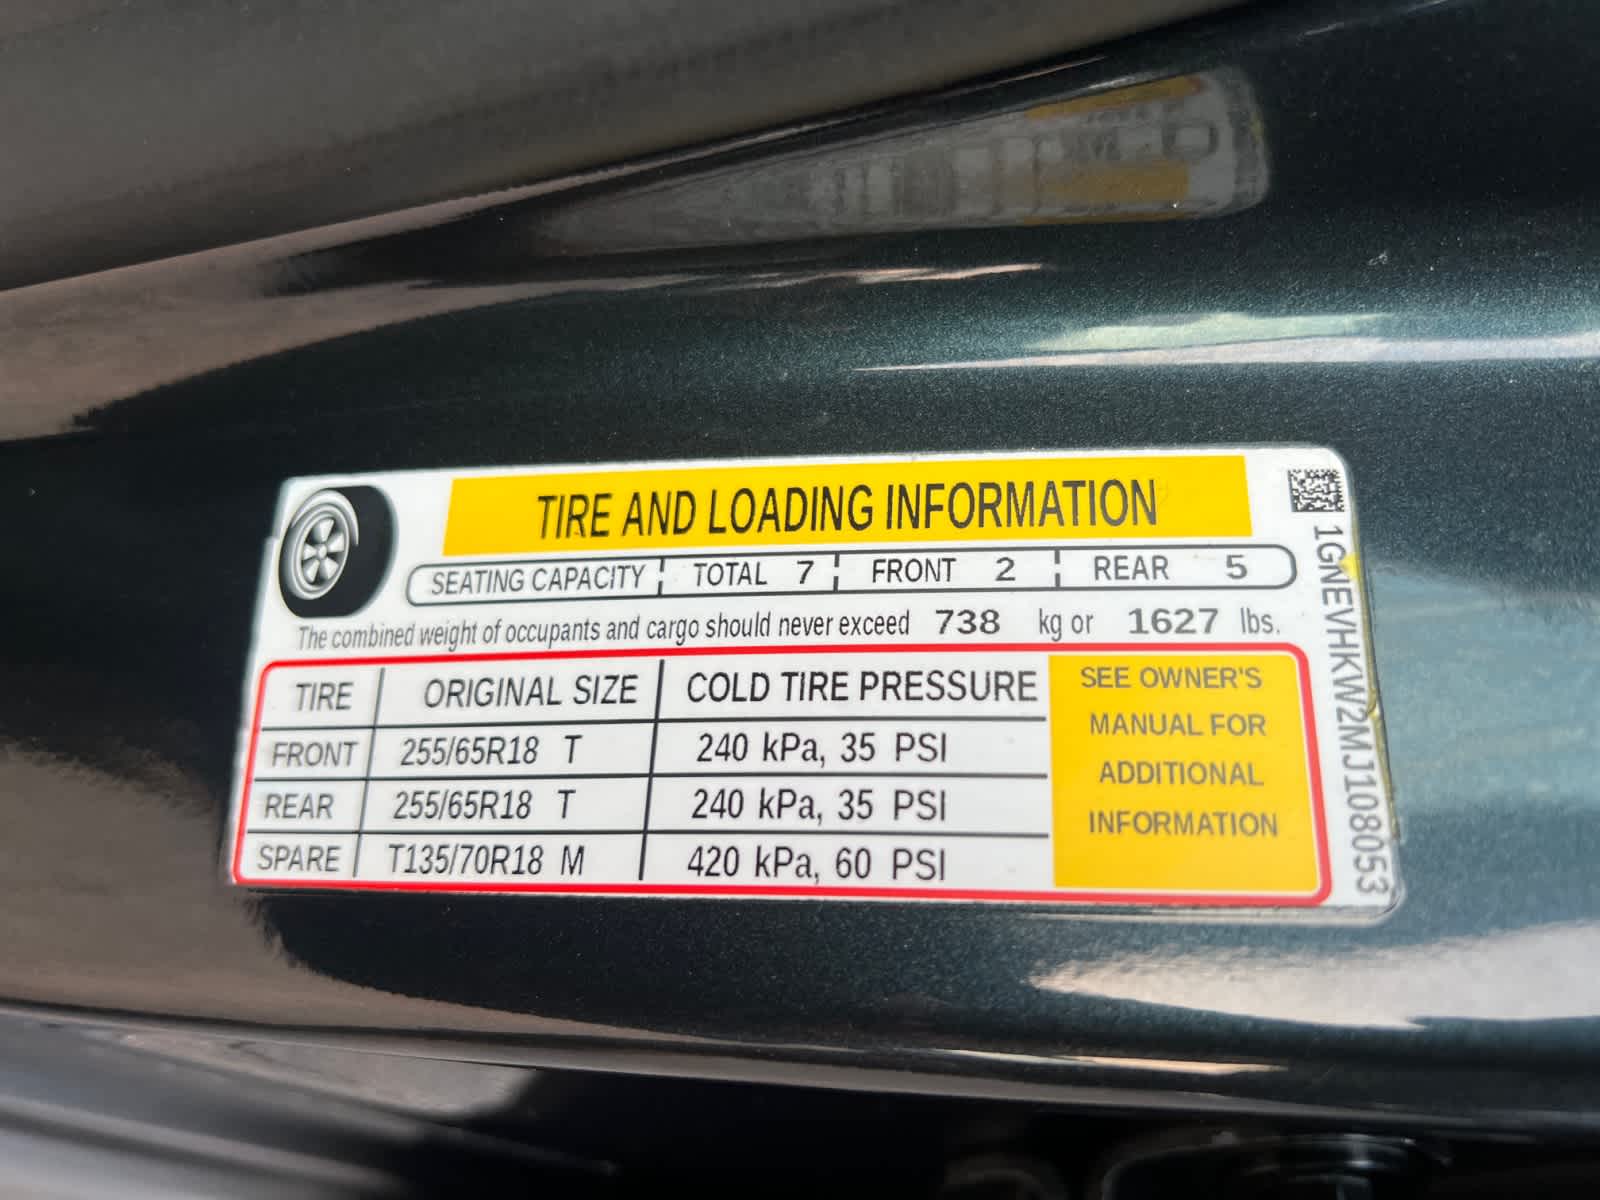 TIRE AND LOADING INFORMATION
SEATING CAPACITY TOTAL 7 FRONT 2 REAR 5
The combined weight of occupants and cargo should never exceed 738 kg or 1627 lbs.
TIRE ORIGINAL SIZE COLD TIRE PRESSURE
FRONT 255/65R18 T 240 kPa, 35 PSI
REAR 255/65R18 T 240 kPa, 35 PSI
SPARE T135/70R18 M 420 kPa, 60 PSI
SEE OWNER'S
MANUAL FOR
ADDITIONAL
INFORMATION
1GNEVHKW2MJ108053